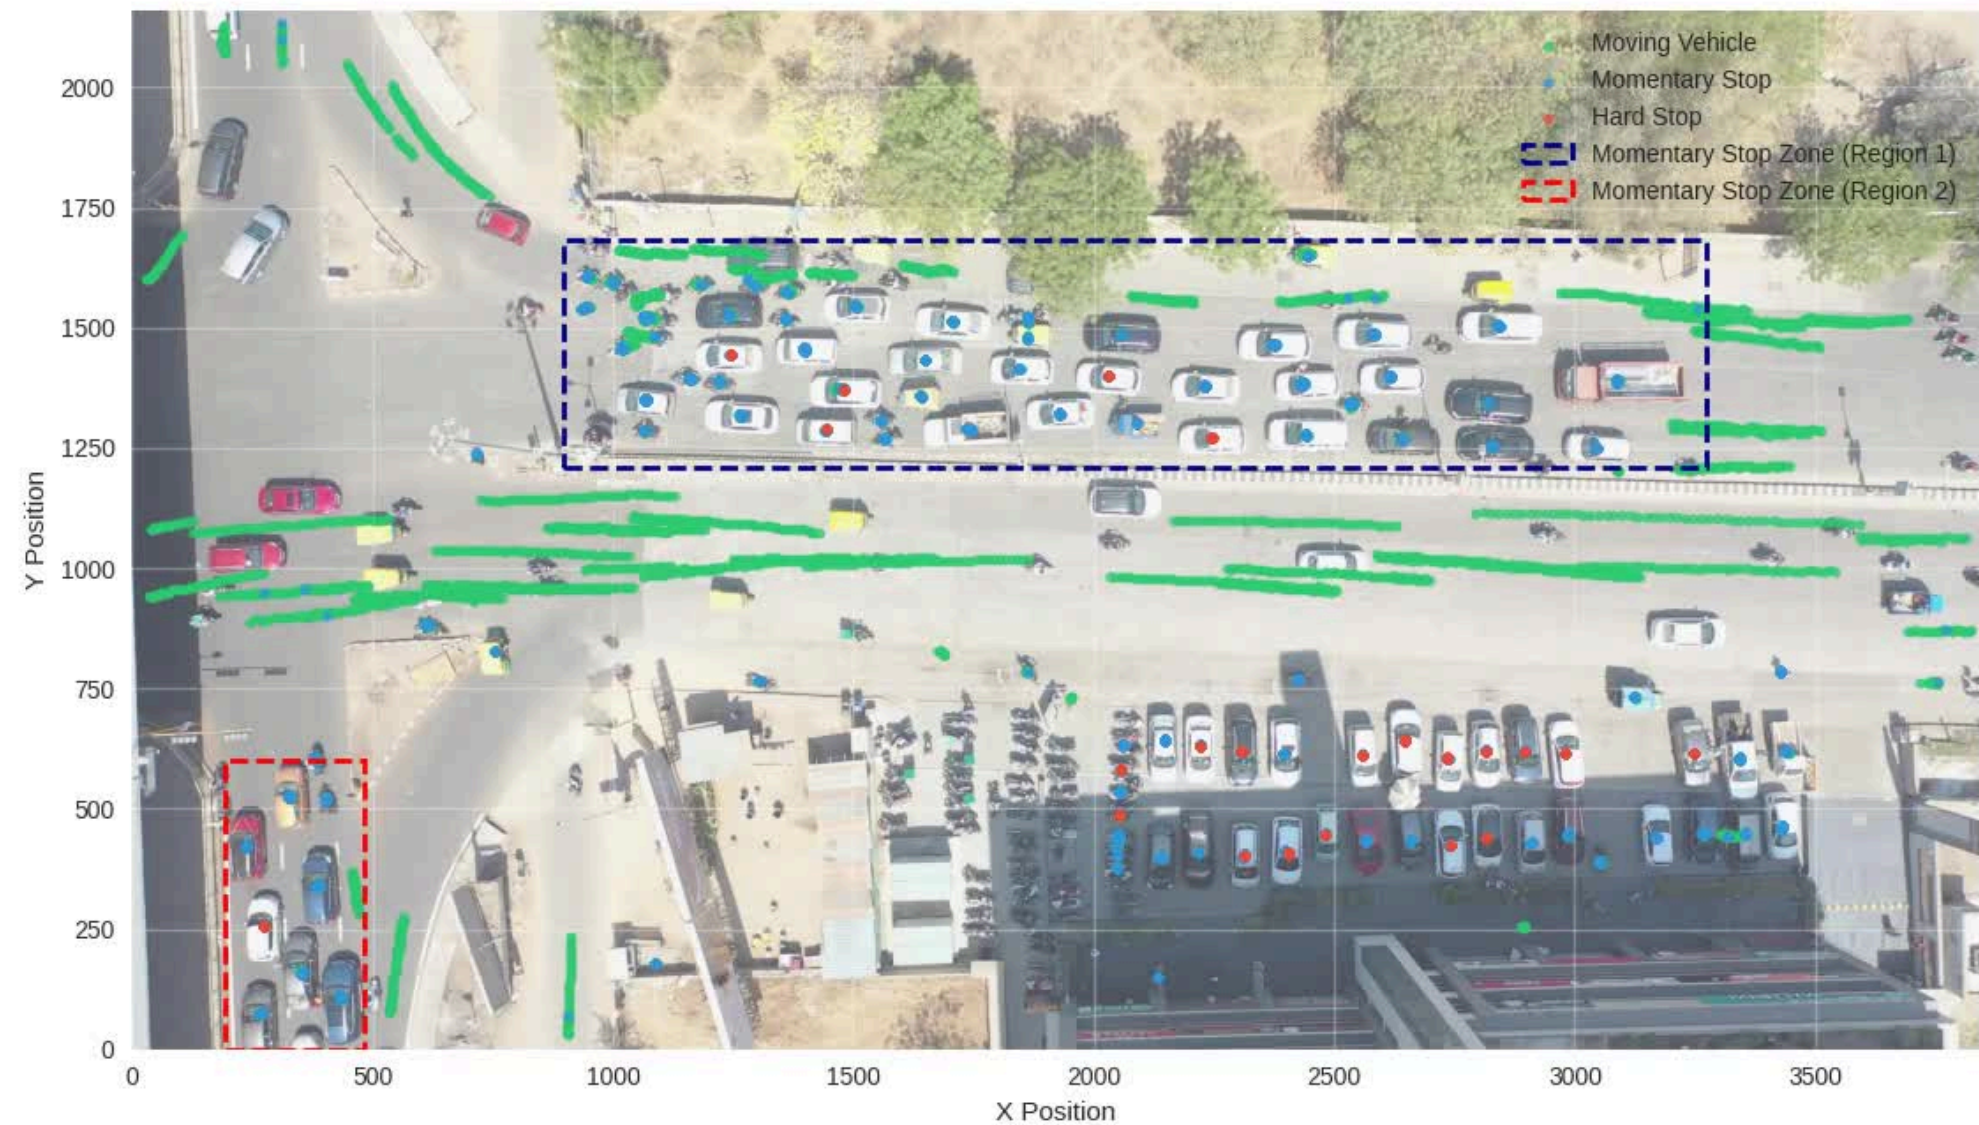 Moving Vehicle
Momentary Stop
Hard Stop
Momentary Stop Zone (Region 1)
Momentary Stop Zone (Region 2)
2000
1750
1500
1250
1000
750
500
250
0
Y Position
0 500 1000 1500 2000 2500 3000 3500
X Position